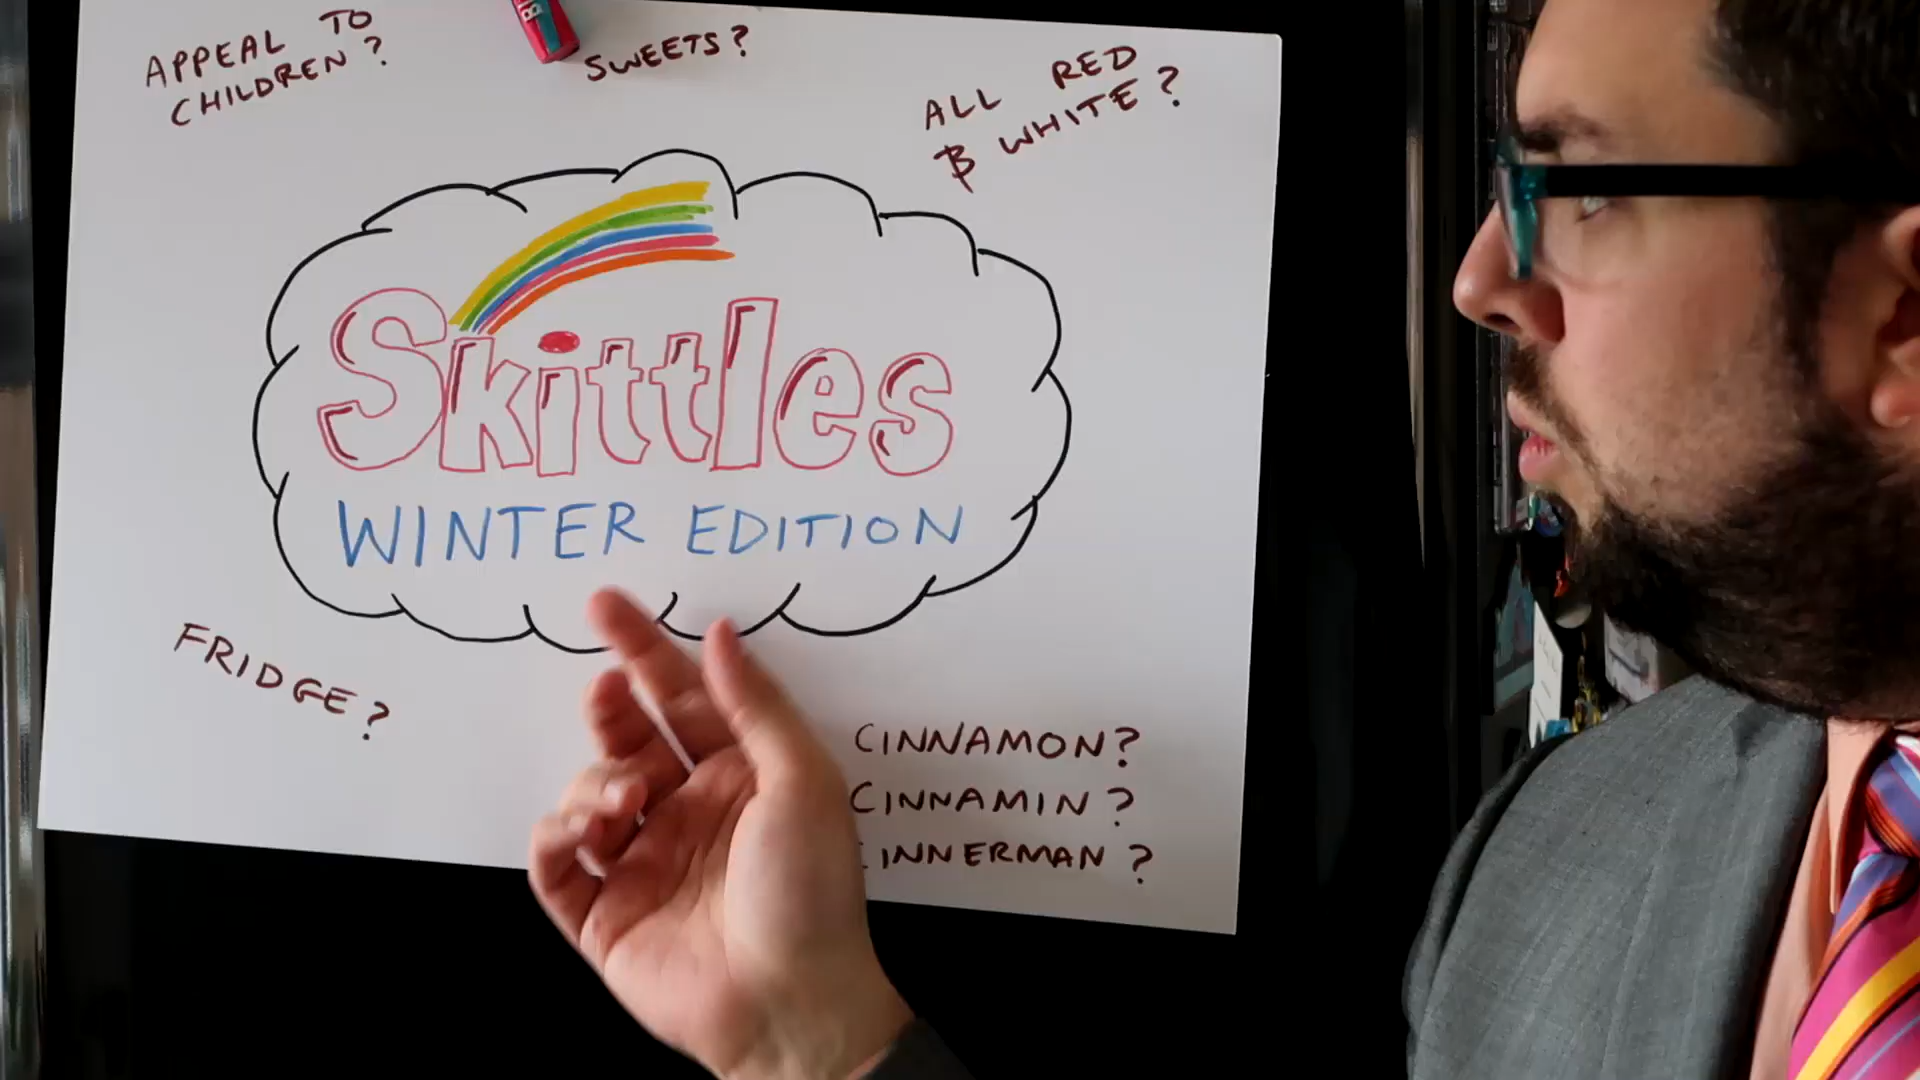 APPEAL TO
CHILDREN?
SWEETS?
ALL RED
& WHITE?
Skittles
WINTER EDITION
FRIDGE?
CINNAMON?
CINNAMIN?
INNERMAN?